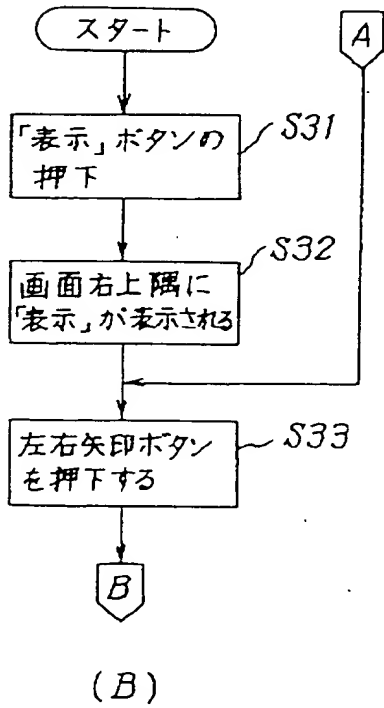 スタート
A
「表示」ボタンの
押下
S31
画面右上隅に
「表示」が表示される
S32
左右矢印ボタン
を押下する
S33
B
(B)